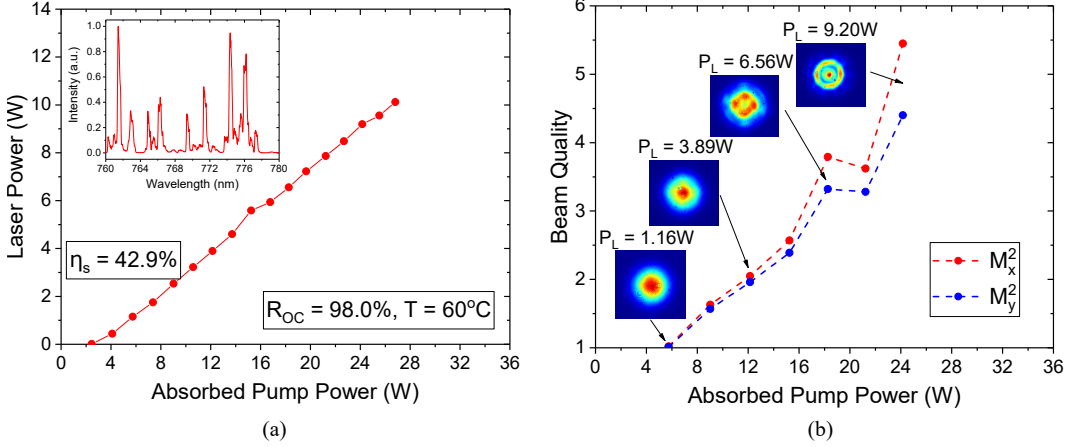 14
12
10
8
6
4
2
0
Laser Power (W)
1.0
0.8
0.6
0.4
0.2
0.0
Intensity (a.u.)
760 764 768 772 776 780
Wavelength (nm)
ηs = 42.9%
ROC = 98.0%, T = 60°C
0 4 8 12 16 20 24 28 32 36
Absorbed Pump Power (W)
(a)
6
5
4
3
2
1
Beam Quality
PL = 9.20W
PL = 6.56W
PL = 3.89W
PL = 1.16W
Mx2
My2
0 4 8 12 16 20 24 28 32 36
Absorbed Pump Power (W)
(b)